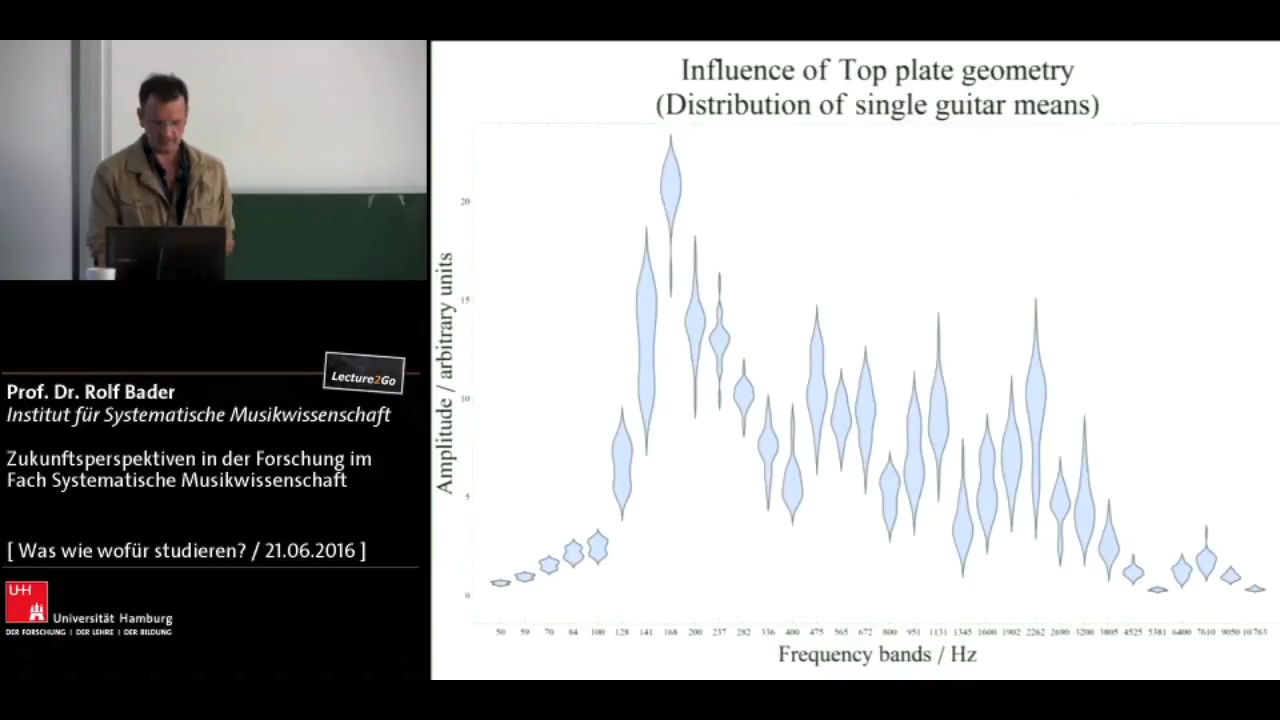 Influence of Top plate geometry
(Distribution of single guitar means)
Amplitude / arbitrary units
20
15
10
5
0
50 59 70 84 100 128 141 168 200 237 282 336 400 475 565 672 800 951 1131 1345 1600 1902 2262 2690 3200 3805 4525 5381 6400 7610 9050 10763
Frequency bands / Hz
Lecture2Go
Prof. Dr. Rolf Bader
Institut für Systematische Musikwissenschaft
Zukunftsperspektiven in der Forschung im
Fach Systematische Musikwissenschaft
[ Was wie wofür studieren? / 21.06.2016 ]
UH
Universität Hamburg
DER FORSCHUNG | DER LEHRE | DER BILDUNG